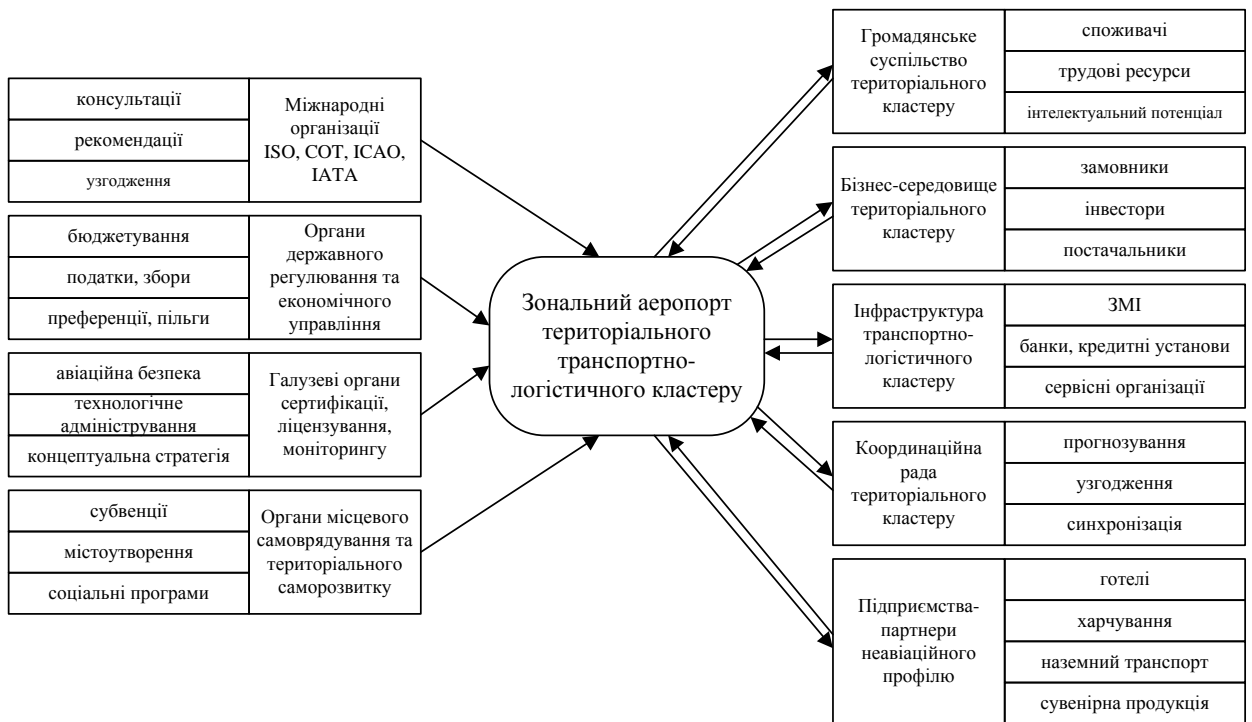 консультації
рекомендації
узгодження
Міжнародні
організації
ISO, СОТ, ICAO,
IATA
бюджетування
податки, збори
преференції, пільги
Органи
державного
регулювання та
економічного
управління
авіаційна безпека
технологічне
адміністрування
концептуальна стратегія
Галузеві органи
сертифікації,
ліцензування,
моніторингу
субвенції
містоутворення
соціальні програми
Органи місцевого
самоврядування та
територіального
саморозвитку
Зональний аеропорт
територіального
транспортно-
логістичного кластеру
Громадянське
суспільство
територіального
кластеру
споживачі
трудові ресурси
інтелектуальний потенціал
Бізнес-середовище
територіального
кластеру
замовники
інвестори
постачальники
Інфраструктура
транспортно-
логістичного
кластеру
ЗМІ
банки, кредитні установи
сервісні організації
Координаційна
рада
територіального
кластеру
прогнозування
узгодження
синхронізація
Підприємства-
партнери
неавіаційного
профілю
готелі
харчування
наземний транспорт
сувенірна продукція